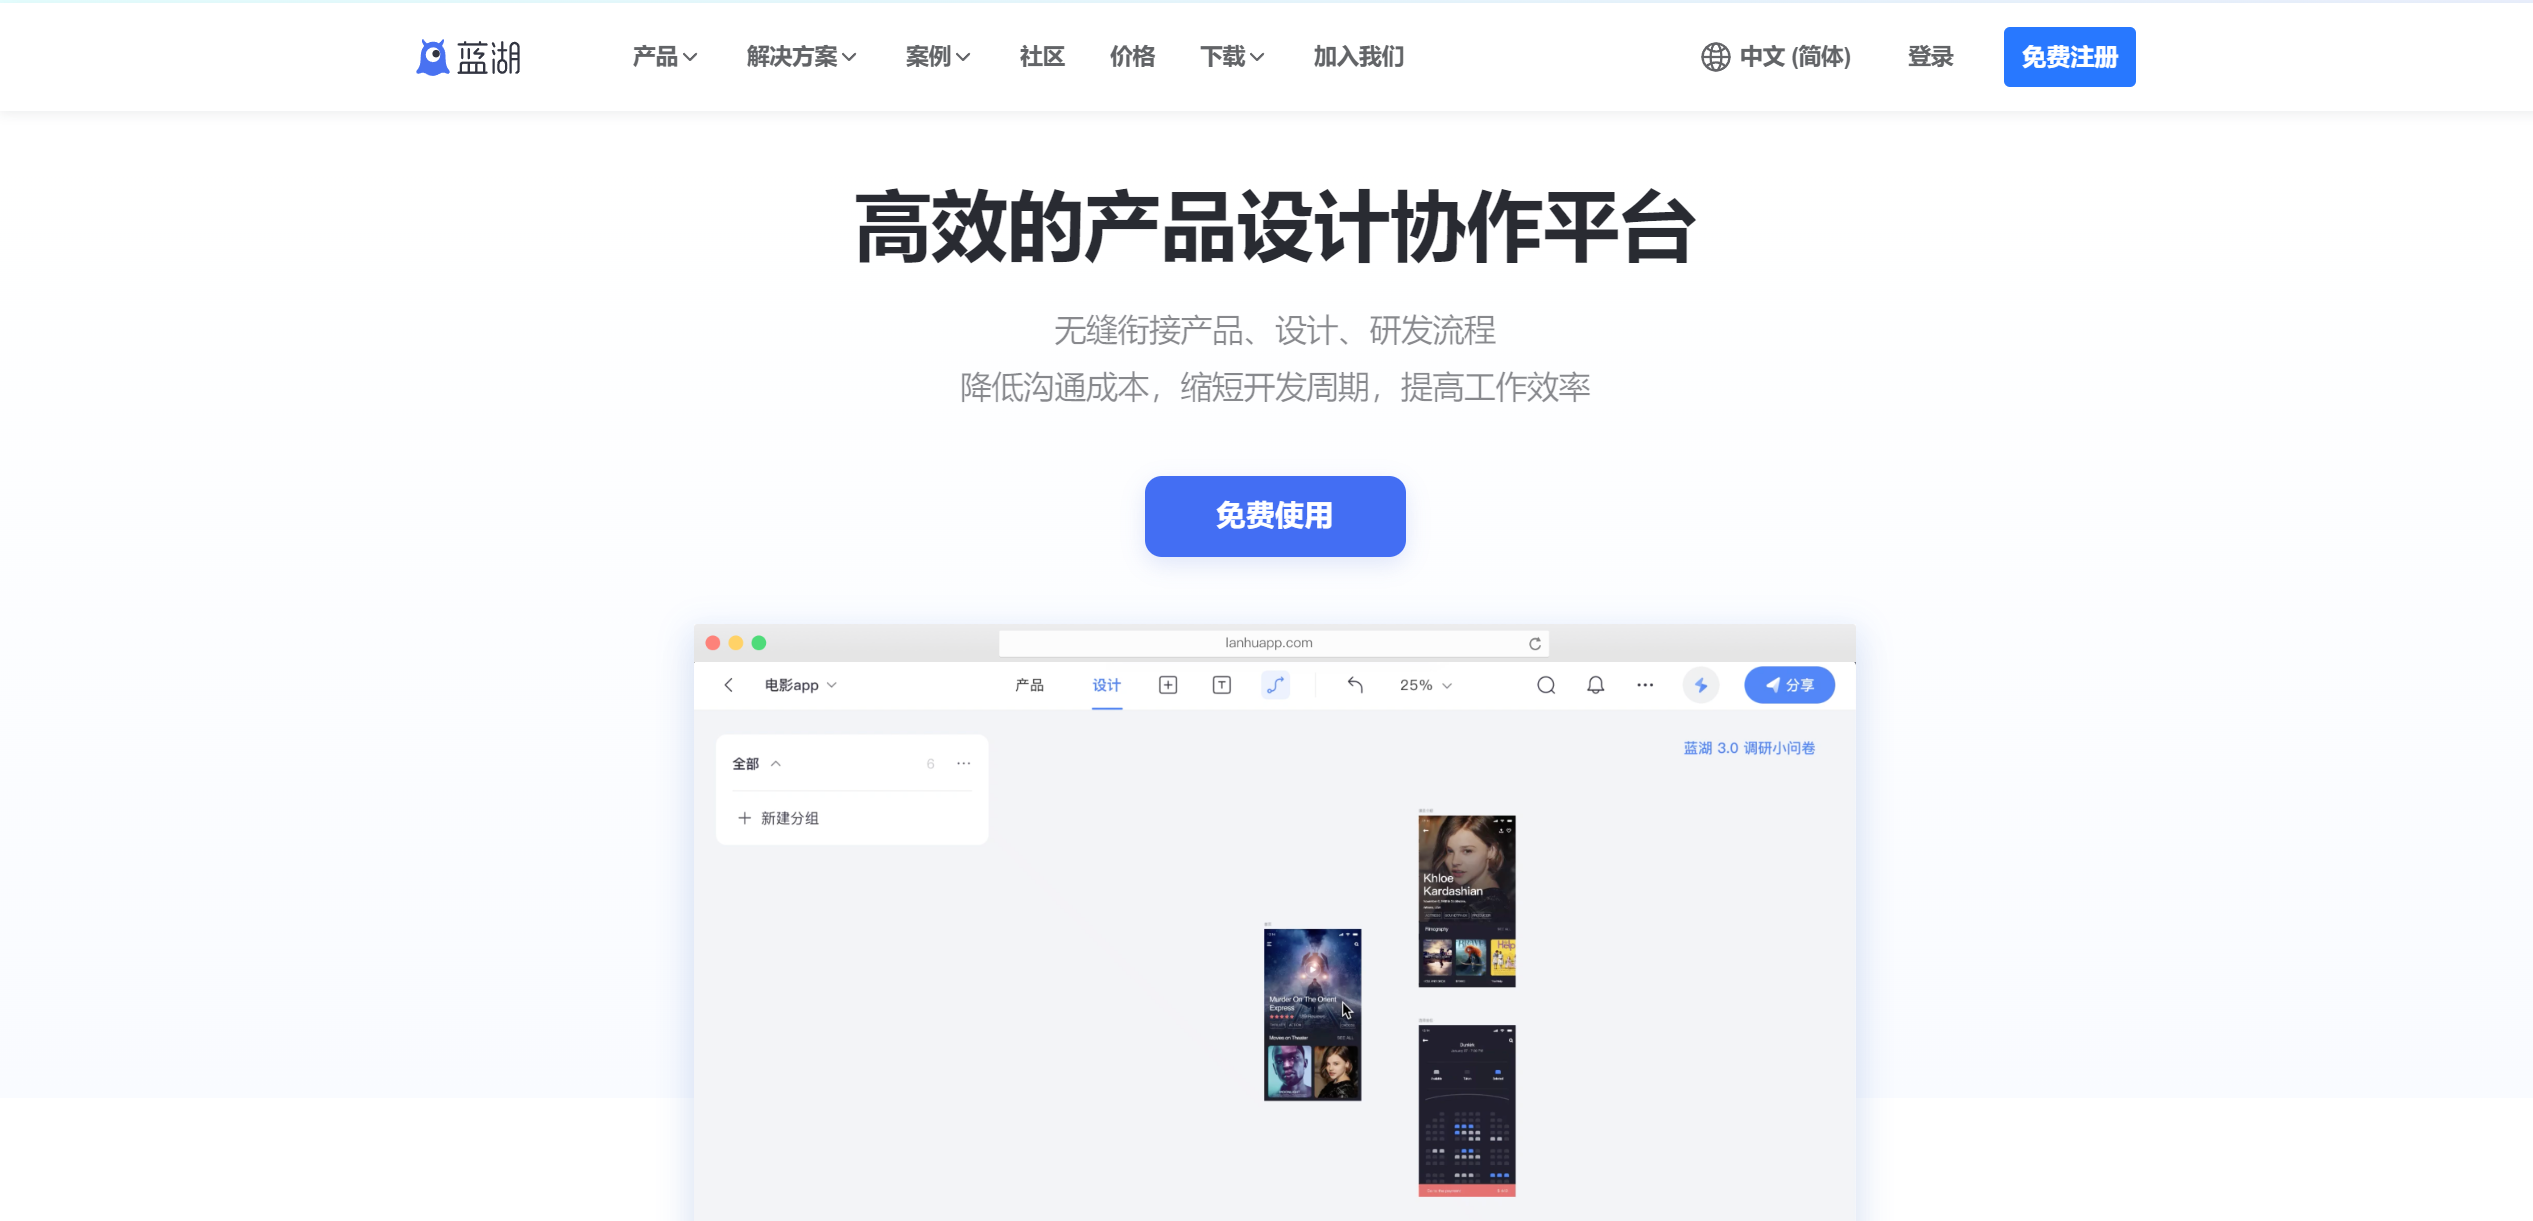 蓝湖
产品 解决方案 案例 社区 价格 下载 加入我们 中文 (简体) 登录 免费注册
高效的产品设计协作平台
无缝衔接产品、设计、研发流程
降低沟通成本，缩短开发周期，提高工作效率
免费使用
lanhuapp.com
电影app 产品 设计 25% 分享
蓝湖 3.0 调研小问卷
全部 6
新建分组
Khloe
Kardashian
Filmography
Help
Murder On The Orient
Express
Movies on Theater SEE ALL
Dunkirk